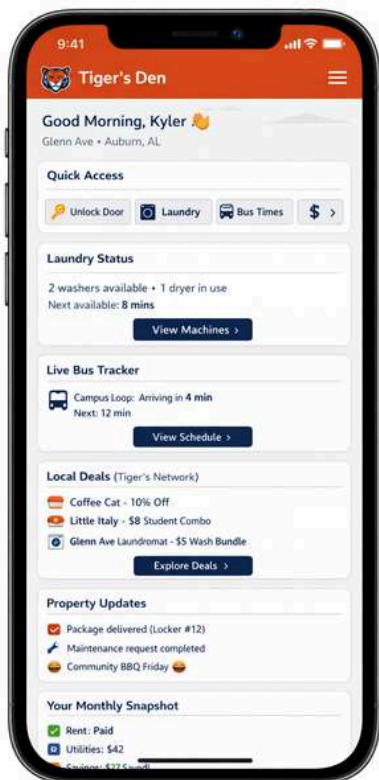 9:41
Tiger's Den
Good Morning, Kyler 👋
Glenn Ave • Auburn, AL
Quick Access
Unlock Door Laundry Bus Times $ >
Laundry Status
2 washers available • 1 dryer in use
Next available: 8 mins
View Machines >
Live Bus Tracker
Campus Loop: Arriving in 4 min
Next: 12 min
View Schedule >
Local Deals (Tiger's Network)
Coffee Cat - 10% Off
Little Italy - $8 Student Combo
Glenn Ave Laundromat - $5 Wash Bundle
Explore Deals >
Property Updates
Package delivered (Locker #12)
Maintenance request completed
Community BBQ Friday
Your Monthly Snapshot
Rent: Paid
Utilities: $42
Savings: $27 Saved!